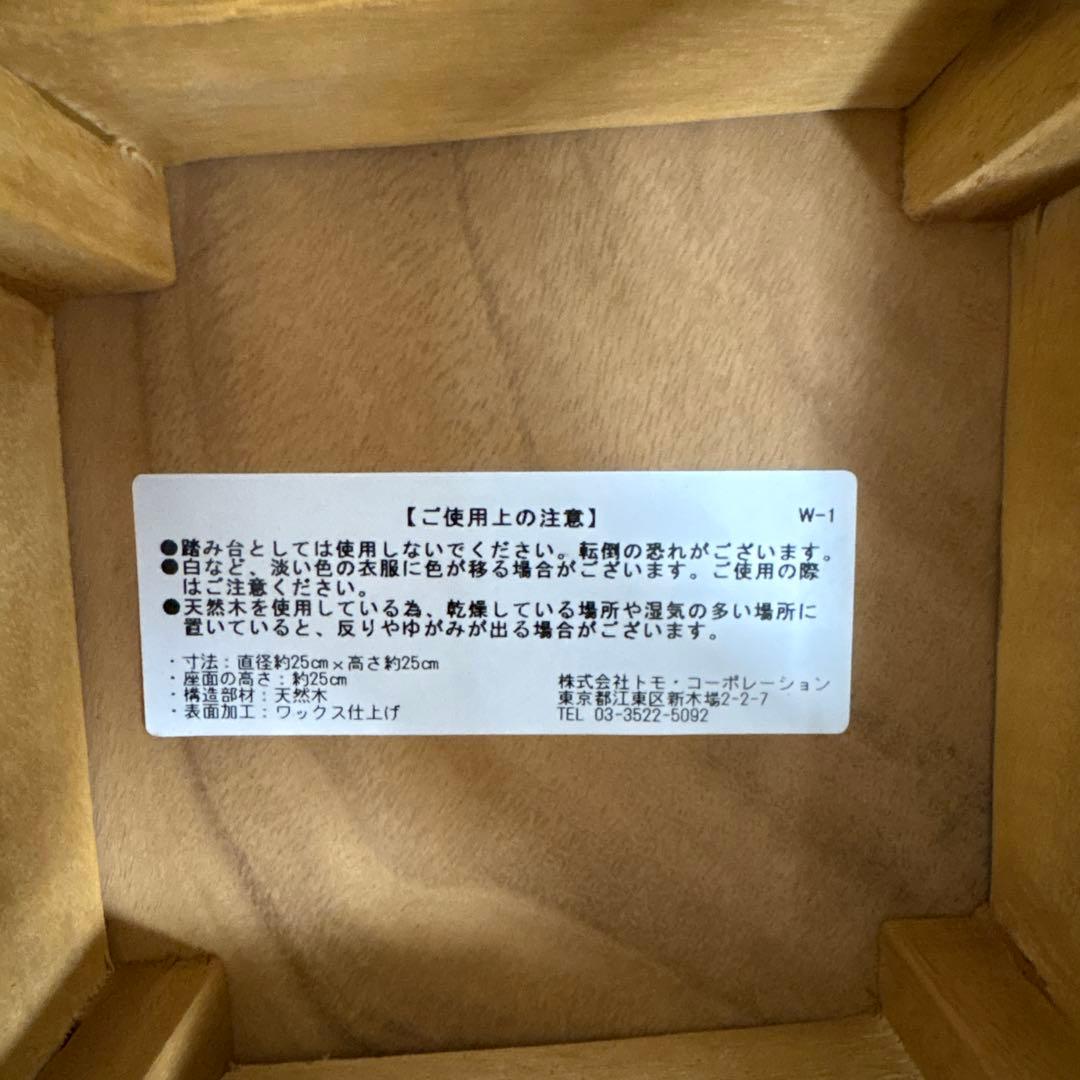 【ご使用上の注意】 W-1
●踏み台としては使用しないでください。転倒の恐れがございます。
●白など、淡い色の衣服に色が移る場合がございます。ご使用の際
はご注意ください。
●天然木を使用している為、乾燥している場所や湿気の多い場所に
置いていると、反りやゆがみが出る場合がございます。
・寸法：直径約25cm×高さ約25cm
・座面の高さ：約25cm
・構造部材：天然木
・表面加工：ワックス仕上げ
株式会社トモ・コーポレーション
東京都江東区新木場2-2-7
TEL 03-3522-5092